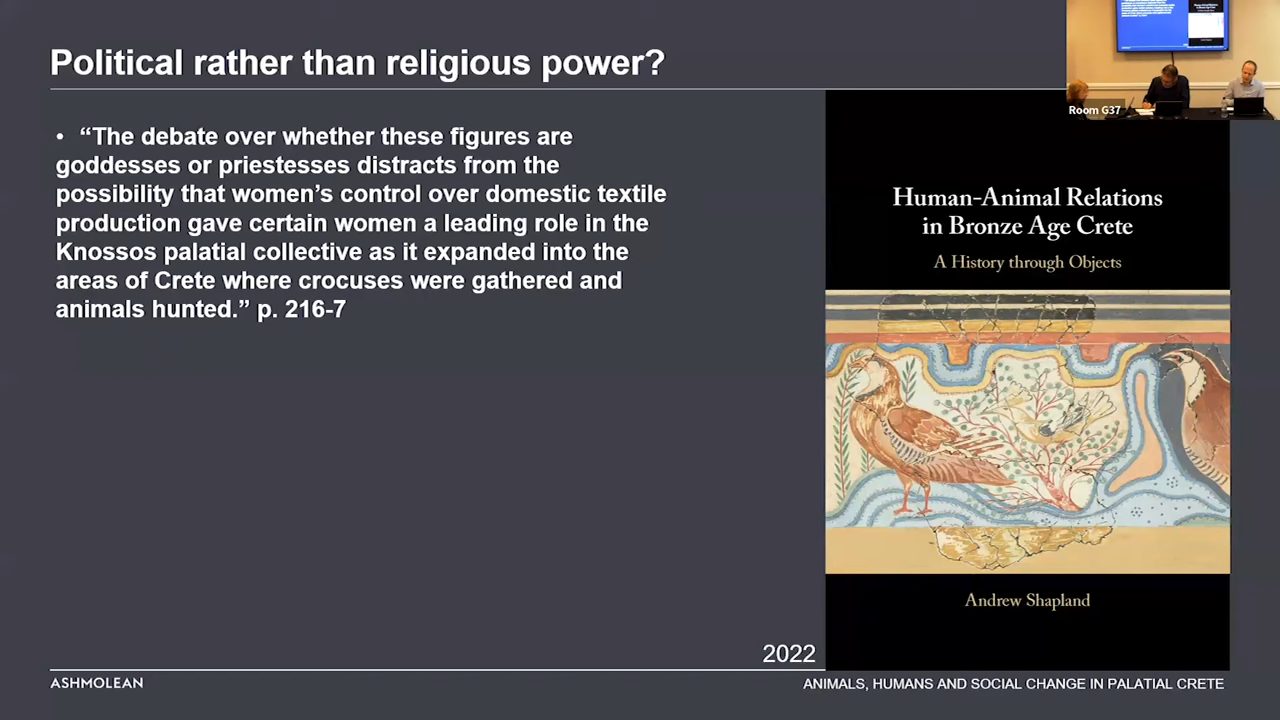 Political rather than religious power?
• “The debate over whether these figures are
goddesses or priestesses distracts from the
possibility that women’s control over domestic textile
production gave certain women a leading role in the
Knossos palatial collective as it expanded into the
areas of Crete where crocuses were gathered and
animals hunted.” p. 216-7
Room G37
Human-Animal Relations
in Bronze Age Crete
A History through Objects
Andrew Shapland
2022
ASHMOLEAN
ANIMALS, HUMANS AND SOCIAL CHANGE IN PALATIAL CRETE